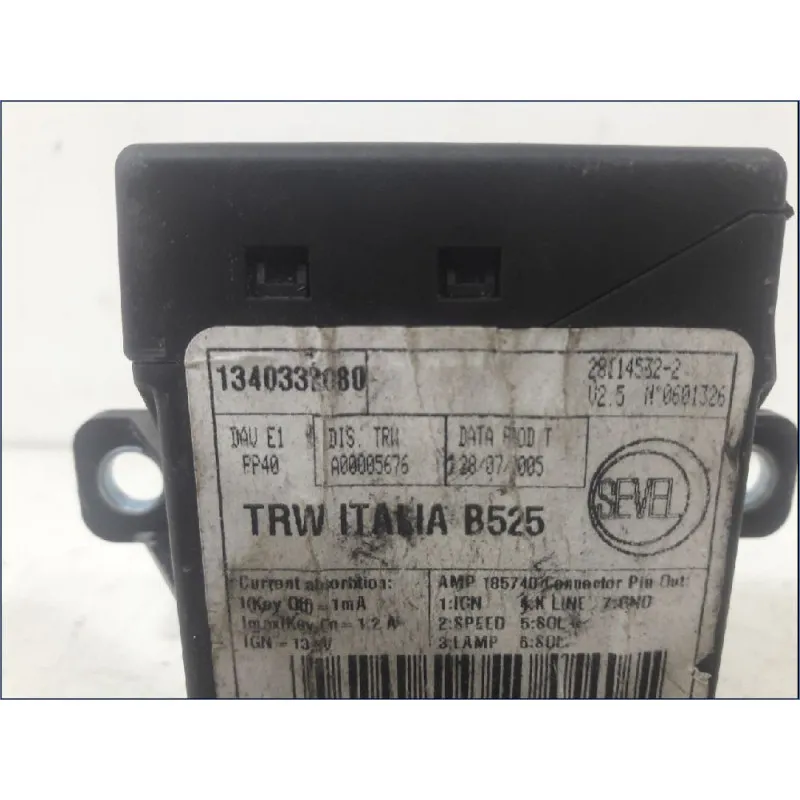 1340332080
28114532-2
V2.5 N°0601326
DAV E1 DIS. TRW DATA PROD T
PP40 A00005676 28/07/2005
SEVEL
TRW ITALIA B525
Current absorbtion: AMP 185740 Connector Pin Out:
I(Key Off)=1mA 1:IGN 4:K LINE 7:GND
Imax(Key On = 1,2 A 2:SPEED 5:SOL
IGN = 13 V 3:LAMP 6:SOL